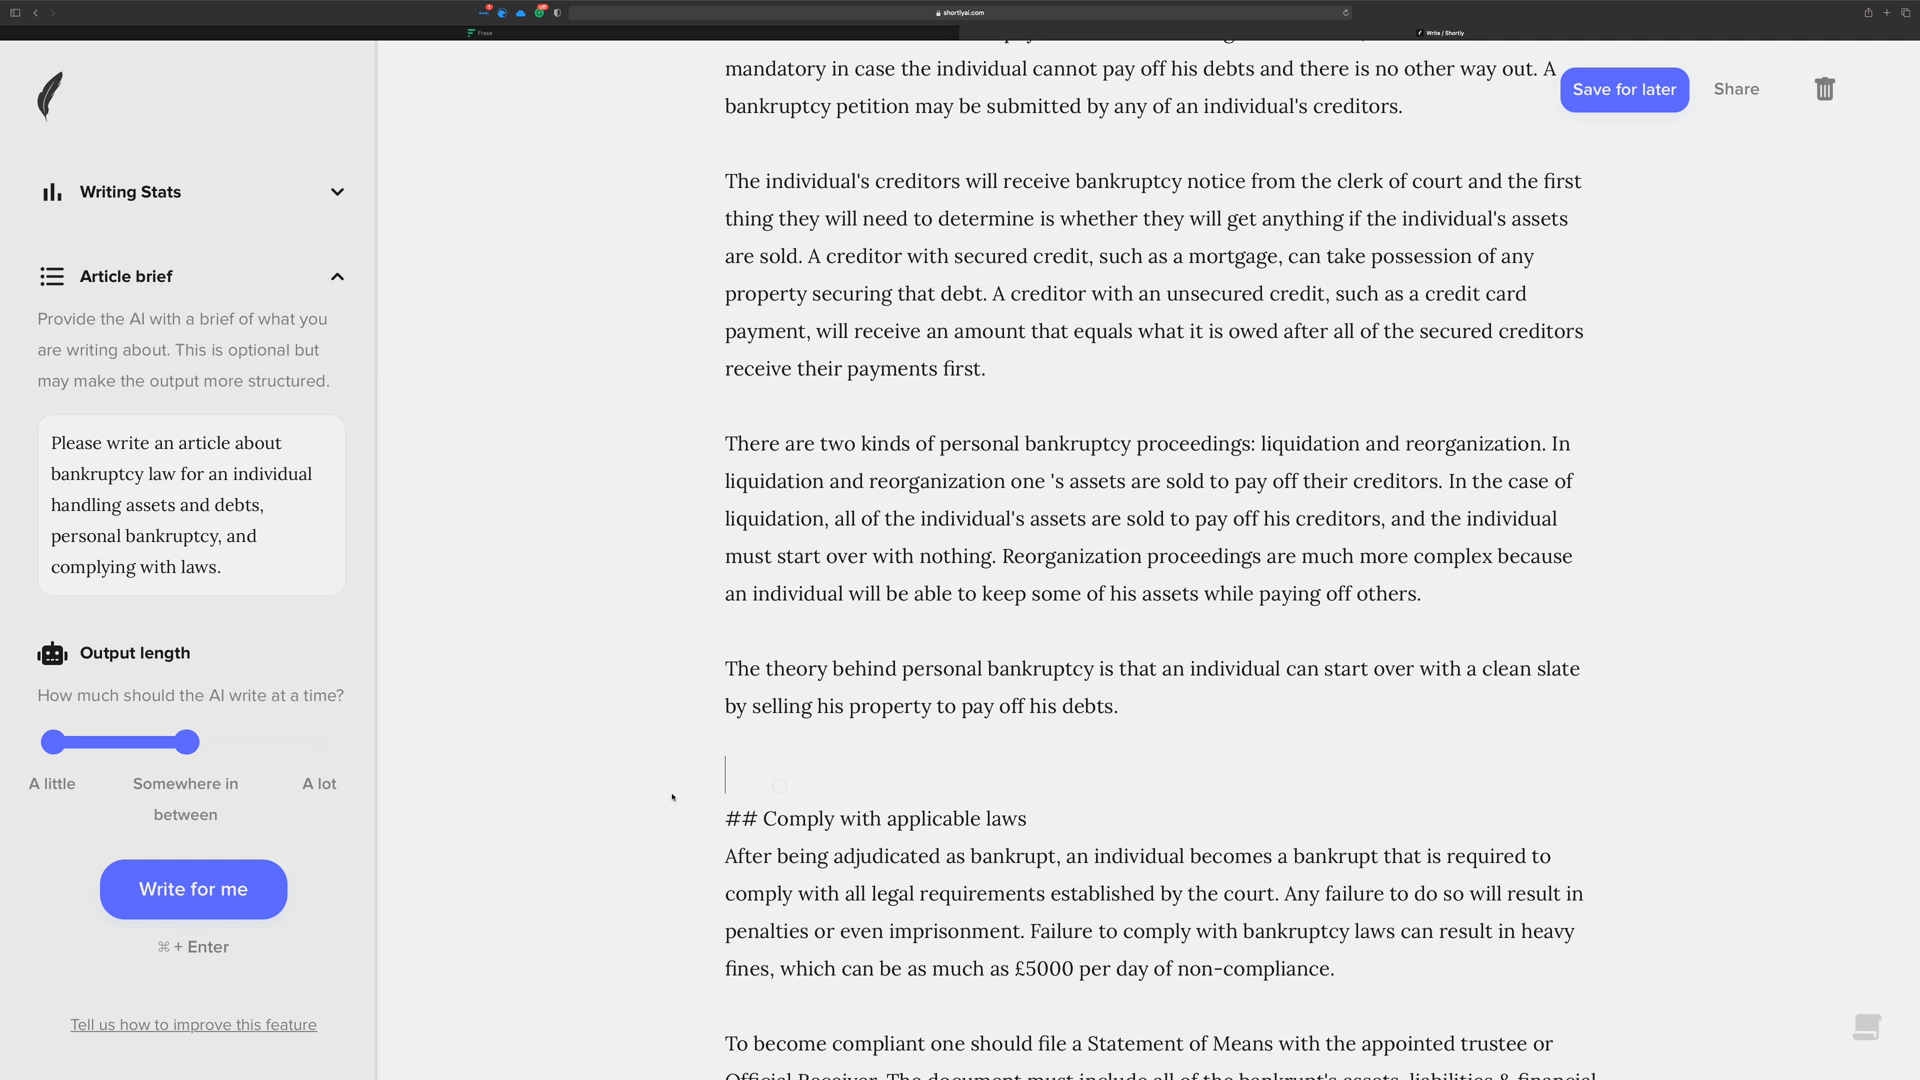 shortlyai.com
Frase
Write / Shortly
mandatory in case the individual cannot pay off his debts and there is no other way out. A
bankruptcy petition may be submitted by any of an individual's creditors.
Save for later
Share
Writing Stats
Article brief
Provide the AI with a brief of what you
are writing about. This is optional but
may make the output more structured.
Please write an article about
bankruptcy law for an individual
handling assets and debts,
personal bankruptcy, and
complying with laws.
Output length
How much should the AI write at a time?
A little
Somewhere in
between
A lot
Write for me
⌘ + Enter
Tell us how to improve this feature
The individual's creditors will receive bankruptcy notice from the clerk of court and the first
thing they will need to determine is whether they will get anything if the individual's assets
are sold. A creditor with secured credit, such as a mortgage, can take possession of any
property securing that debt. A creditor with an unsecured credit, such as a credit card
payment, will receive an amount that equals what it is owed after all of the secured creditors
receive their payments first.
There are two kinds of personal bankruptcy proceedings: liquidation and reorganization. In
liquidation and reorganization one 's assets are sold to pay off their creditors. In the case of
liquidation, all of the individual's assets are sold to pay off his creditors, and the individual
must start over with nothing. Reorganization proceedings are much more complex because
an individual will be able to keep some of his assets while paying off others.
The theory behind personal bankruptcy is that an individual can start over with a clean slate
by selling his property to pay off his debts.
## Comply with applicable laws
After being adjudicated as bankrupt, an individual becomes a bankrupt that is required to
comply with all legal requirements established by the court. Any failure to do so will result in
penalties or even imprisonment. Failure to comply with bankruptcy laws can result in heavy
fines, which can be as much as £5000 per day of non-compliance.
To become compliant one should file a Statement of Means with the appointed trustee or
Official Receiver. The document must include all of the bankrupt's assets, liabilities & financial